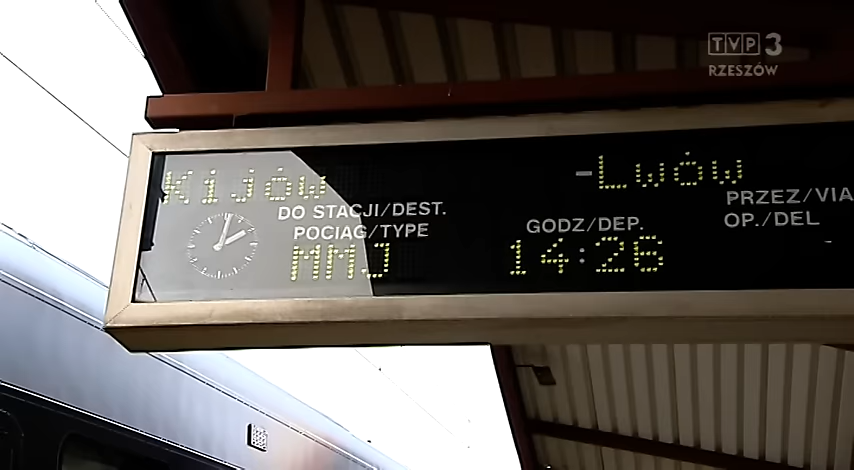 TVP3
RZESZÓW
Kijów -Lwów
DO STACJI/DEST. PRZEZ/VIA
POCIĄG/TYPE GODZ/DEP. OP./DEL
MMJ 14:26